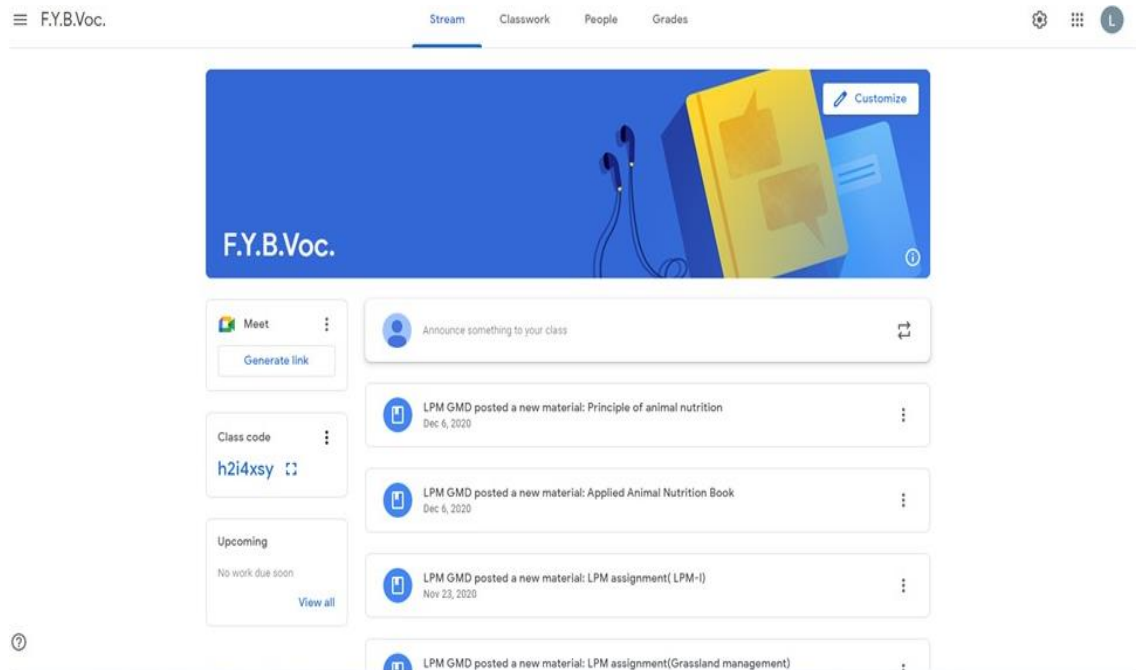 F.Y.B.Voc.
Stream Classwork People Grades
L
Customize
F.Y.B.Voc.
Meet
Generate link
Announce something to your class
LPM GMD posted a new material: Principle of animal nutrition
Dec 6, 2020
Class code
h2i4xsy
LPM GMD posted a new material: Applied Animal Nutrition Book
Dec 6, 2020
Upcoming
No work due soon
View all
LPM GMD posted a new material: LPM assignment( LPM-I)
Nov 23, 2020
LPM GMD posted a new material: LPM assignment(Grassland management)